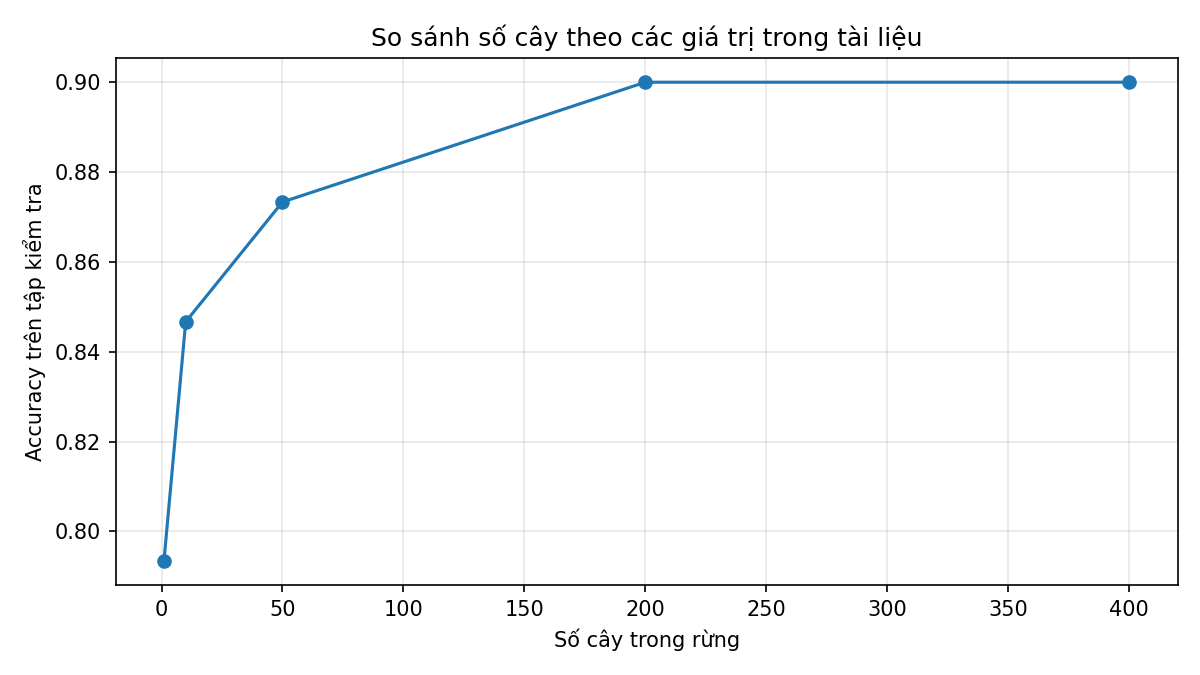 So sánh số cây theo các giá trị trong tài liệu
Accuracy trên tập kiểm tra
0.90
0.88
0.86
0.84
0.82
0.80
0 50 100 150 200 250 300 350 400
Số cây trong rừng